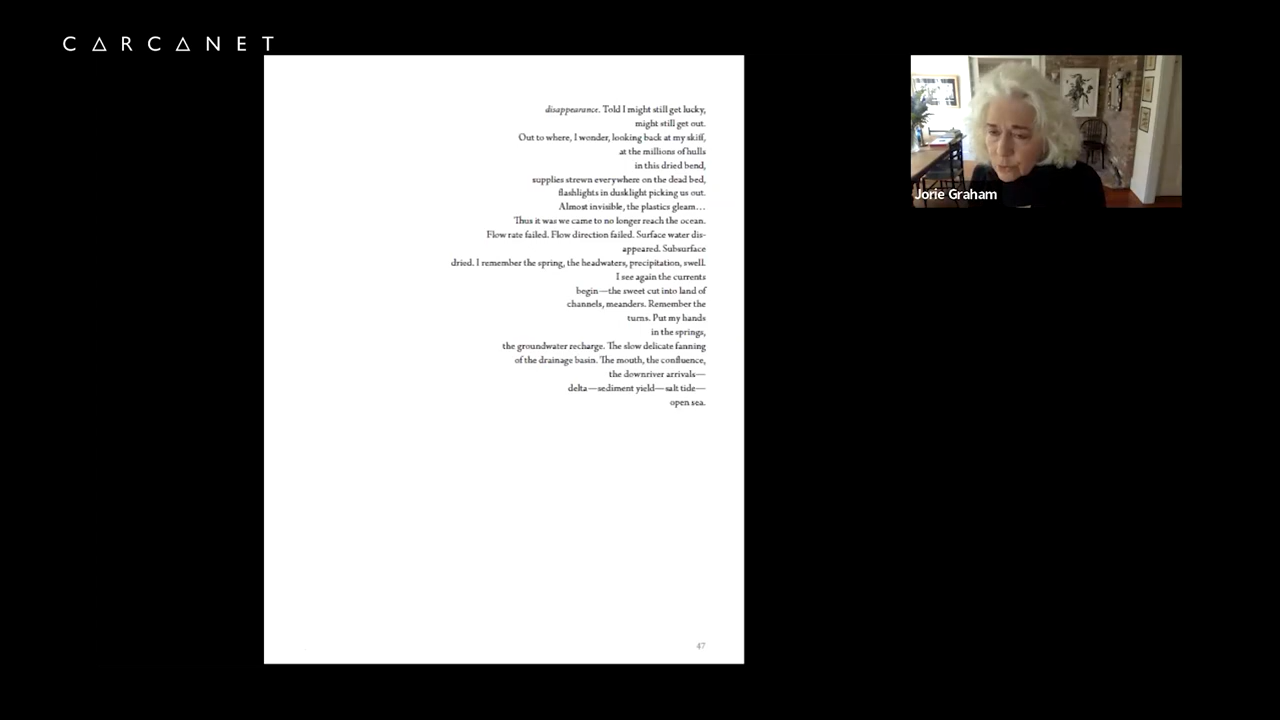 CARCANET
disappearance. Told I might still get lucky,
might still get out.
Out to where, I wonder, looking back at my skiff,
at the millions of hulls
in this dried bend,
supplies strewn everywhere on the dead bed,
flashlights in dusklight picking us out.
Almost invisible, the plastics gleam…
Thus it was we came to no longer reach the ocean.
Flow rate failed. Flow direction failed. Surface water dis-
appeared. Subsurface
dried. I remember the spring, the headwaters, precipitation, swell.
I see again the currents
begin—the sweet cut into land of
channels, meanders. Remember the
turns. Put my hands
in the springs,
the groundwater recharge. The slow delicate fanning
of the drainage basin. The mouth, the confluence,
the downriver arrivals—
delta—sediment yield—salt tide—
open sea.
47
Jorie Graham